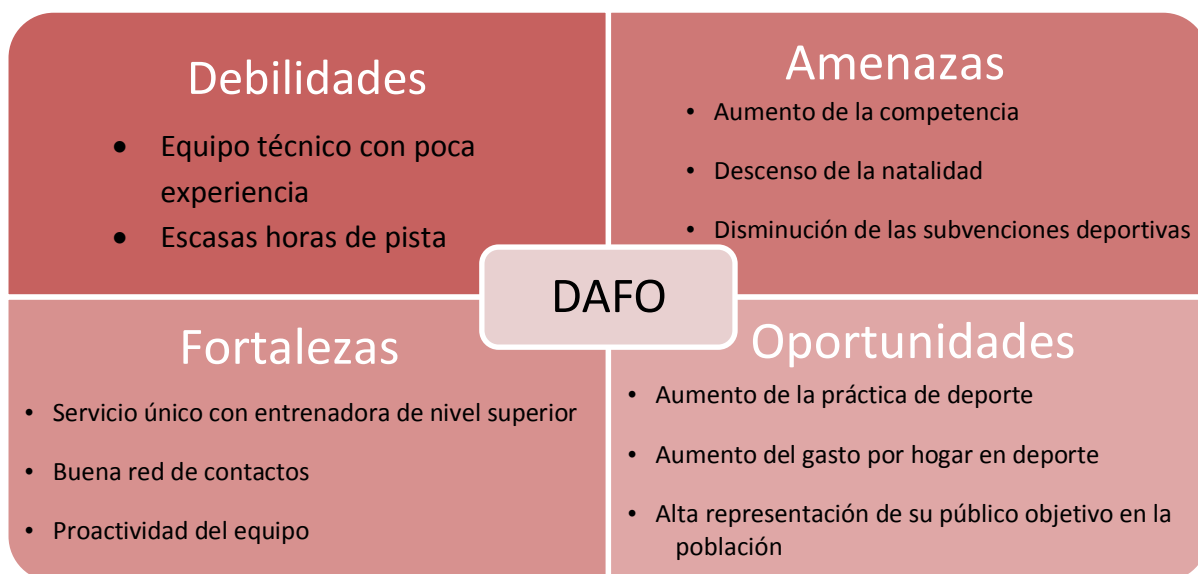 Debilidades
● Equipo técnico con poca
experiencia
● Escasas horas de pista
Amenazas
• Aumento de la competencia
• Descenso de la natalidad
• Disminución de las subvenciones deportivas
DAFO
Fortalezas
• Servicio único con entrenadora de nivel superior
• Buena red de contactos
• Proactividad del equipo
Oportunidades
• Aumento de la práctica de deporte
• Aumento del gasto por hogar en deporte
• Alta representación de su público objetivo en la
población